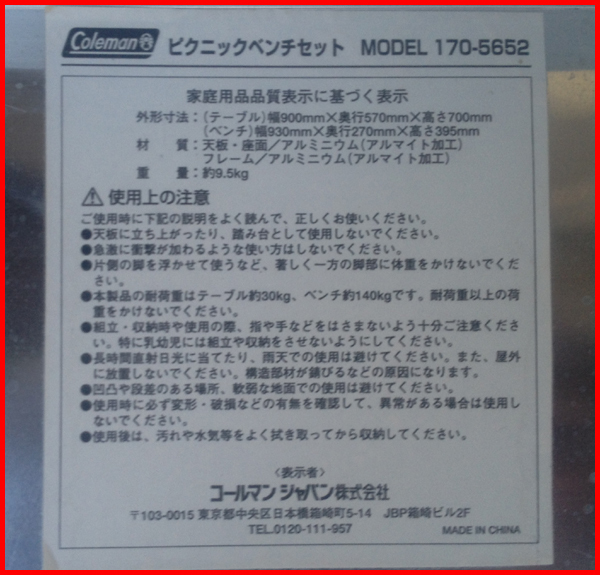 Coleman ピクニックベンチセット MODEL 170-5652
家庭用品品質表示に基づく表示
外形寸法：（テーブル）幅900mm×奥行570mm×高さ700mm
（ベンチ）幅930mm×奥行270mm×高さ395mm
材　質：天板・座面／アルミニウム（アルマイト加工）
フレーム／アルミニウム（アルマイト加工）
重　量：約9.5kg
⚠使用上の注意
ご使用時に下記の説明をよく読んで、正しくお使いください。
●天板に立ち上がったり、踏み台として使用しないでください。
●急激に衝撃が加わるような使い方はしないでください。
●片側の脚を浮かせて使うなど、著しく一方の脚部に体重をかけないでくだ
さい。
●本製品の耐荷重はテーブル約30kg、ベンチ約140kgです。耐荷重以上の荷
重をかけないでください。
●組立・収納時や使用の際、指や手などをはさまないよう十分ご注意くださ
い。特に乳幼児には組立や収納をさせないようにしてください。
●長時間直射日光に当てたり、雨天での使用は避けてください。また、屋外
に放置しないでください。構造部材が錆びるなどの原因になります。
●凹凸や段差のある場所、軟弱な地面での使用は避けてください。
●使用時に必ず変形・破損などの有無を確認して、異常がある場合は使用し
ないでください。
●使用後は、汚れや水気等をよく拭き取ってから収納してください。
〈表示者〉
コールマン ジャパン株式会社
〒103-0015 東京都中央区日本橋箱崎町5-14　JBP箱崎ビル2F
TEL.0120-111-957
MADE IN CHINA